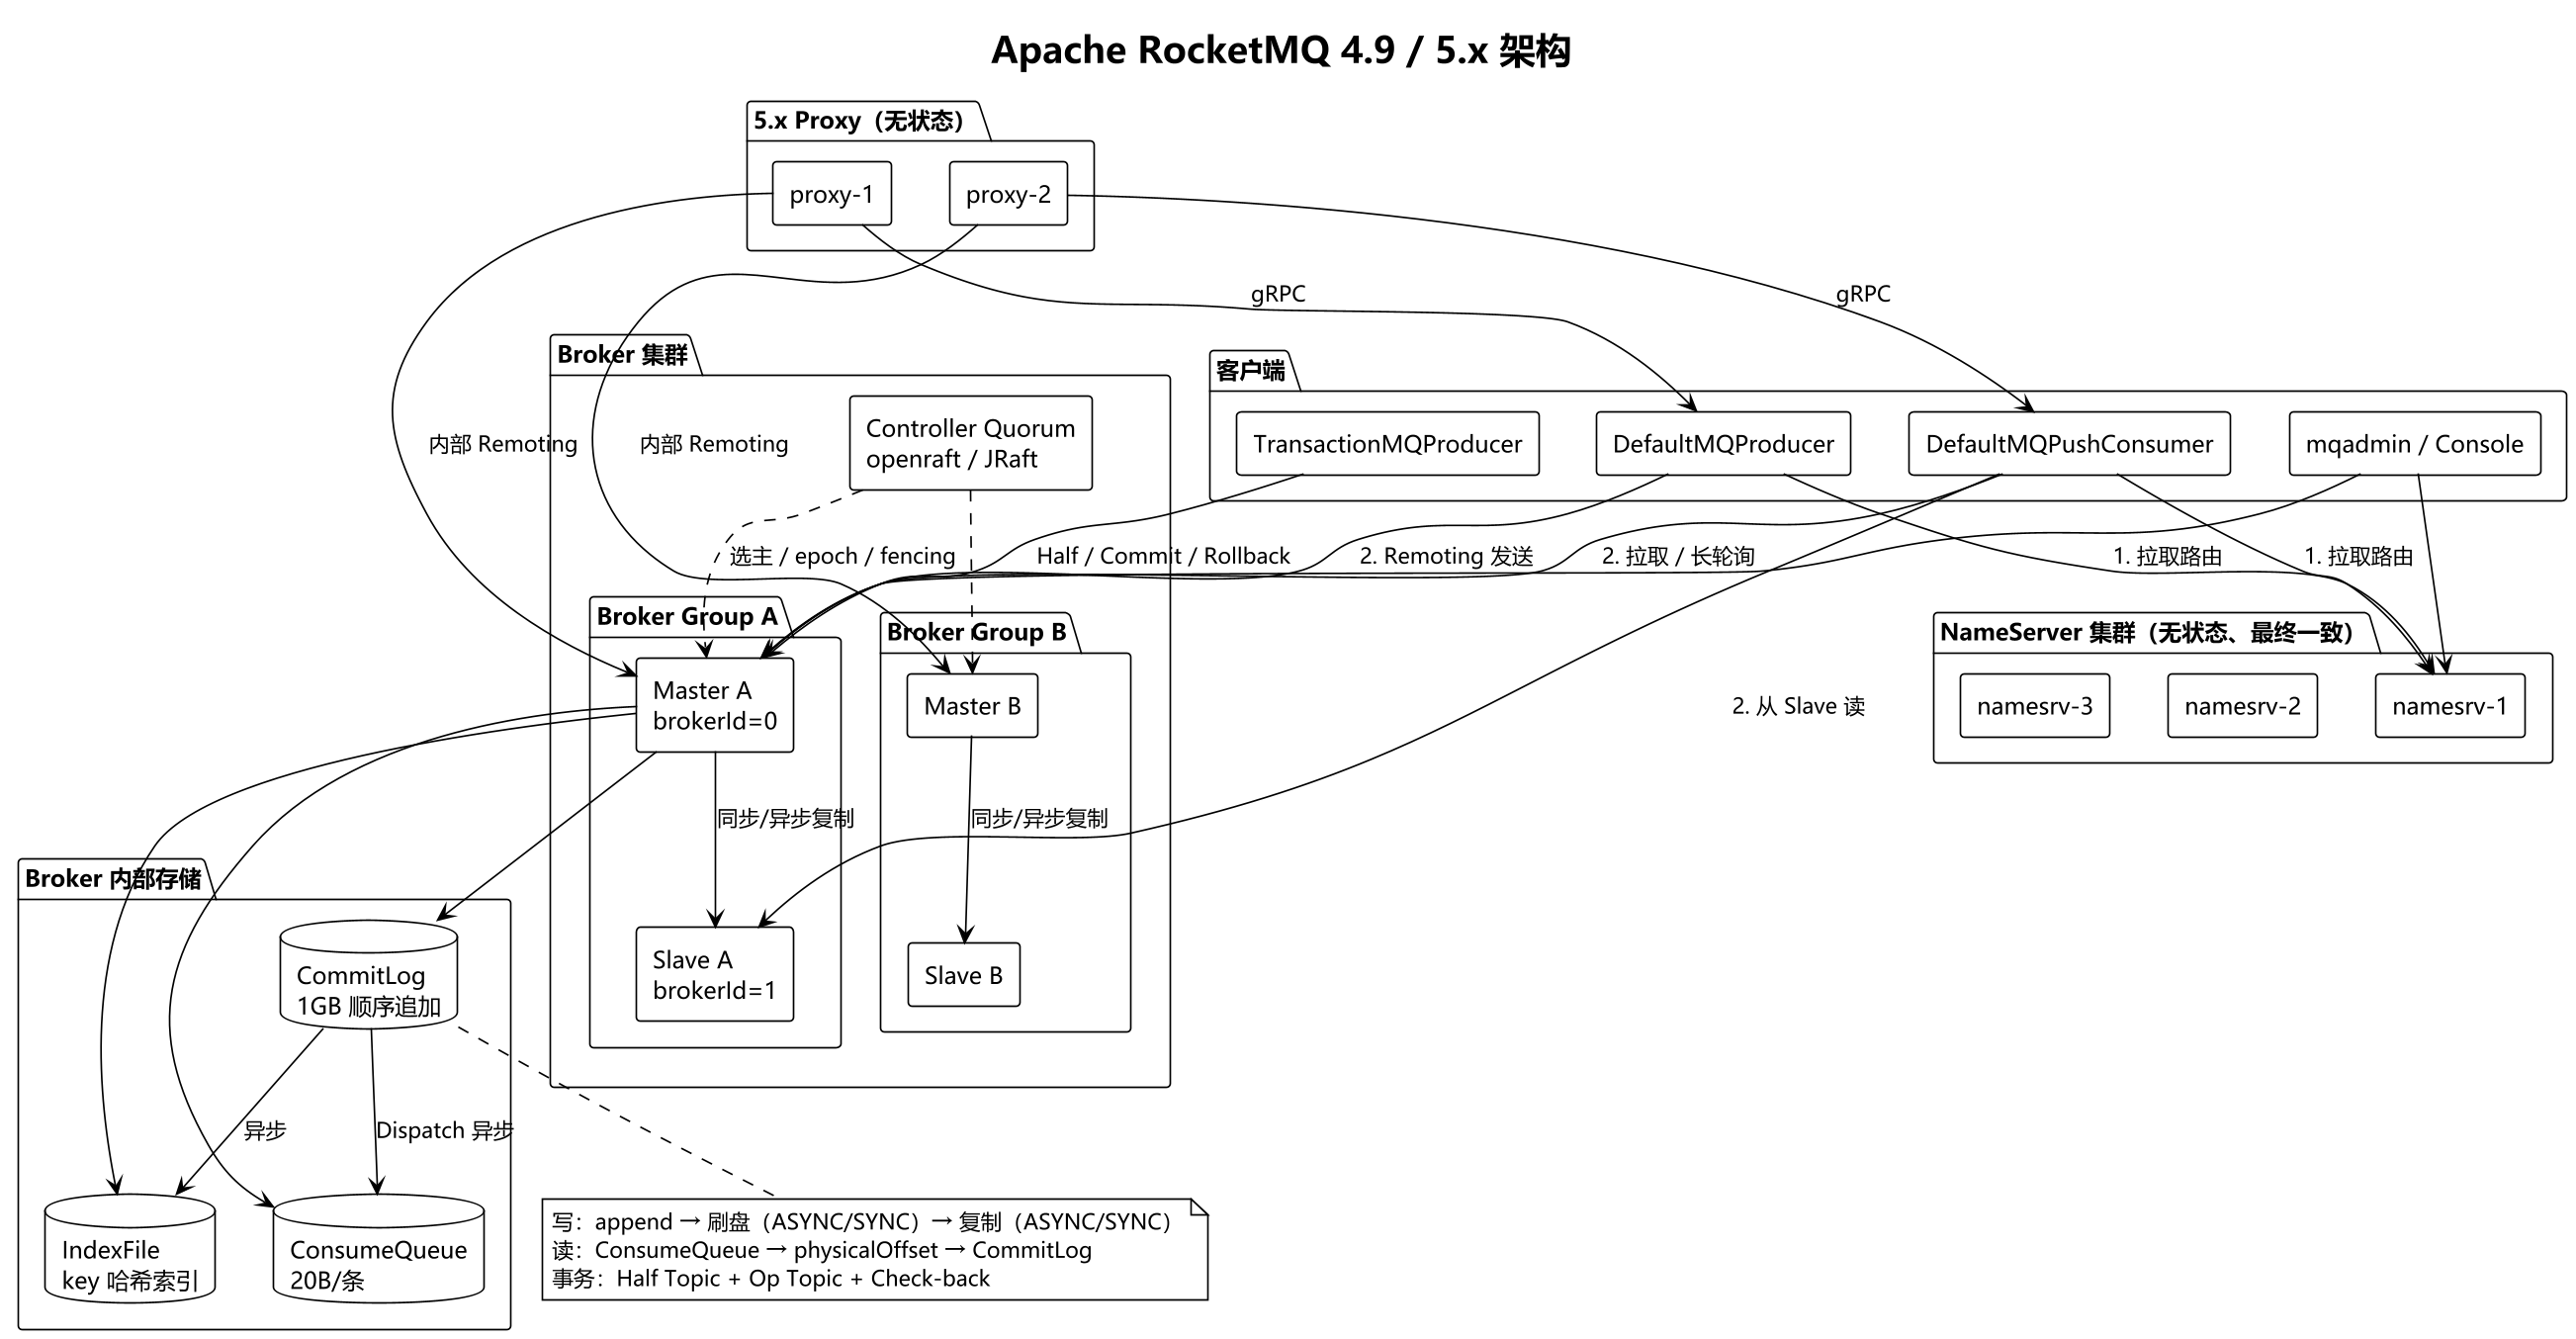 Apache RocketMQ 4.9 / 5.x 架构
5.x Proxy（无状态）
proxy-1
proxy-2
gRPC
gRPC
Broker 集群
客户端
Controller Quorum
openraft / JRaft
TransactionMQProducer
DefaultMQProducer
DefaultMQPushConsumer
mqadmin / Console
内部 Remoting
内部 Remoting
选主 / epoch / fencing
Half / Commit / Rollback
2. Remoting 发送
2. 拉取 / 长轮询
1. 拉取路由
1. 拉取路由
Broker Group A
Broker Group B
NameServer 集群（无状态、最终一致）
Master A
brokerId=0
Master B
2. 从 Slave 读
namesrv-3
namesrv-2
namesrv-1
同步/异步复制
同步/异步复制
Broker 内部存储
Slave A
brokerId=1
Slave B
CommitLog
1GB 顺序追加
异步
Dispatch 异步
IndexFile
key 哈希索引
ConsumeQueue
20B/条
写：append → 刷盘（ASYNC/SYNC）→ 复制（ASYNC/SYNC）
读：ConsumeQueue → physicalOffset → CommitLog
事务：Half Topic + Op Topic + Check-back